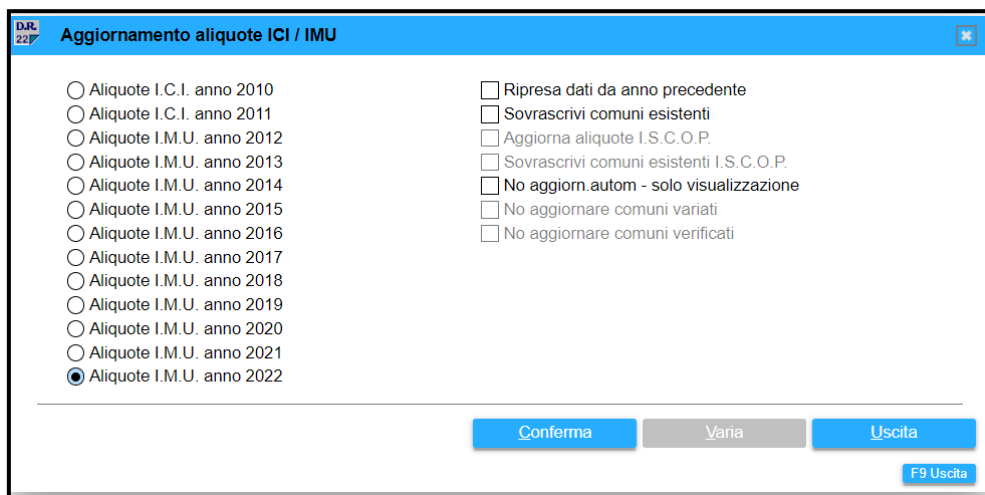 D.R.
22
Aggiornamento aliquote ICI / IMU
Aliquote I.C.I. anno 2010
Aliquote I.C.I. anno 2011
Aliquote I.M.U. anno 2012
Aliquote I.M.U. anno 2013
Aliquote I.M.U. anno 2014
Aliquote I.M.U. anno 2015
Aliquote I.M.U. anno 2016
Aliquote I.M.U. anno 2017
Aliquote I.M.U. anno 2018
Aliquote I.M.U. anno 2019
Aliquote I.M.U. anno 2020
Aliquote I.M.U. anno 2021
Aliquote I.M.U. anno 2022
Ripresa dati da anno precedente
Sovrascrivi comuni esistenti
Aggiorna aliquote I.S.C.O.P.
Sovrascrivi comuni esistenti I.S.C.O.P.
No aggiorn.autom - solo visualizzazione
No aggiornare comuni variati
No aggiornare comuni verificati
Conferma
Varia
Uscita
F9 Uscita